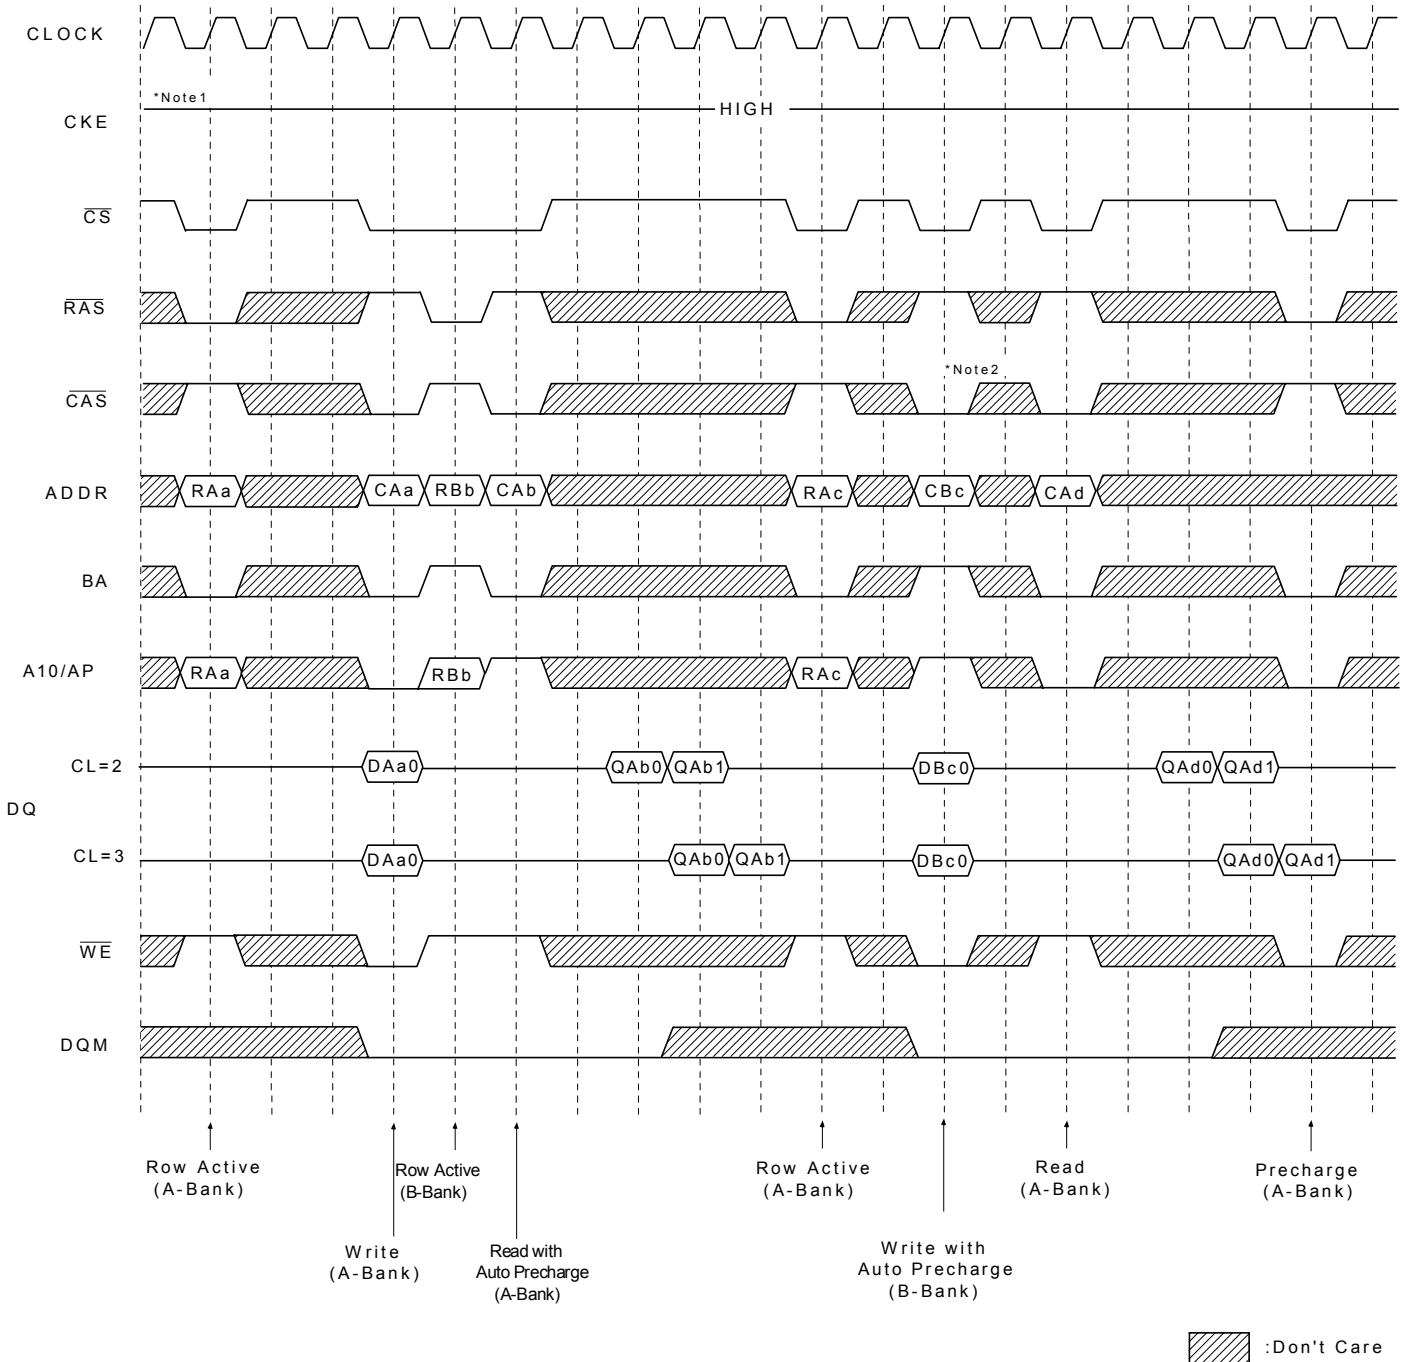 CLOCK
*Note1
HIGH
CKE
CS
RAS
*Note2
CAS
ADDR RAa CAa RBb CAb RAc CBc CAd
BA
A10/AP RAa RBb RAc
CL=2 DAa0 QAb0 QAb1 DBc0 QAd0 QAd1
DQ
CL=3 DAa0 QAb0 QAb1 DBc0 QAd0 QAd1
WE
DQM
Row Active
(A-Bank)
Row Active
(B-Bank)
Row Active
(A-Bank)
Read
(A-Bank)
Precharge
(A-Bank)
Write
(A-Bank)
Read with
Auto Precharge
(A-Bank)
Write with
Auto Precharge
(B-Bank)
:Don't Care